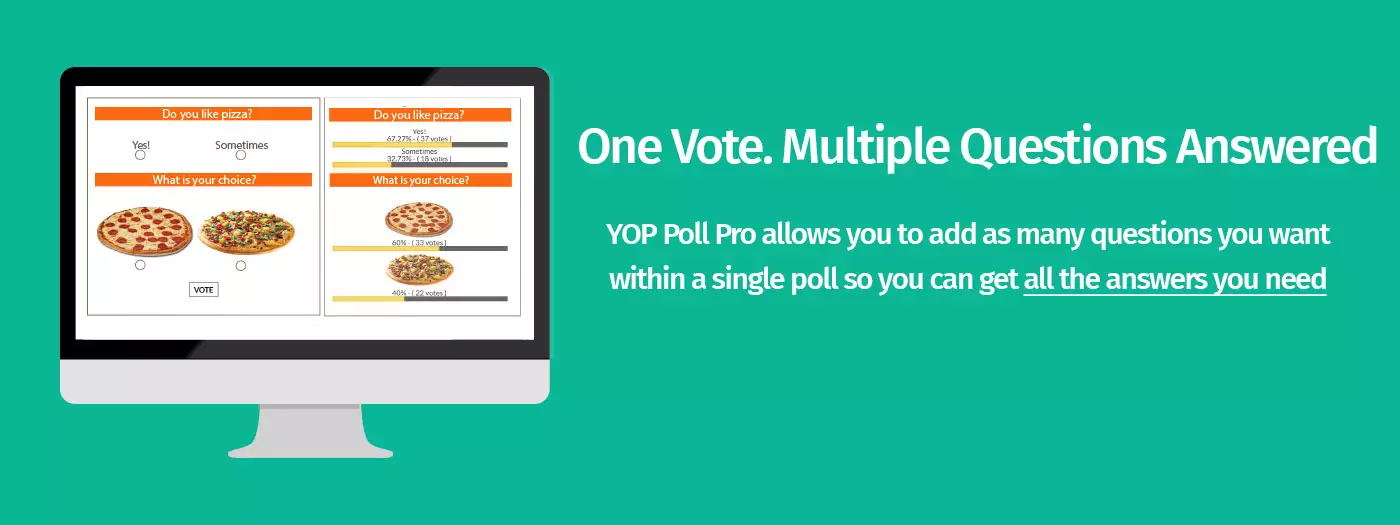 Do you like pizza?
Yes!
Sometimes
What is your choice?
VOTE
Do you like pizza?
Yes!
67.27% - ( 37 votes )
Sometimes
32.73% - ( 18 votes )
What is your choice?
60% - ( 33 votes )
40% - ( 22 votes )
One Vote. Multiple Questions Answered
YOP Poll Pro allows you to add as many questions you want
within a single poll so you can get all the answers you need